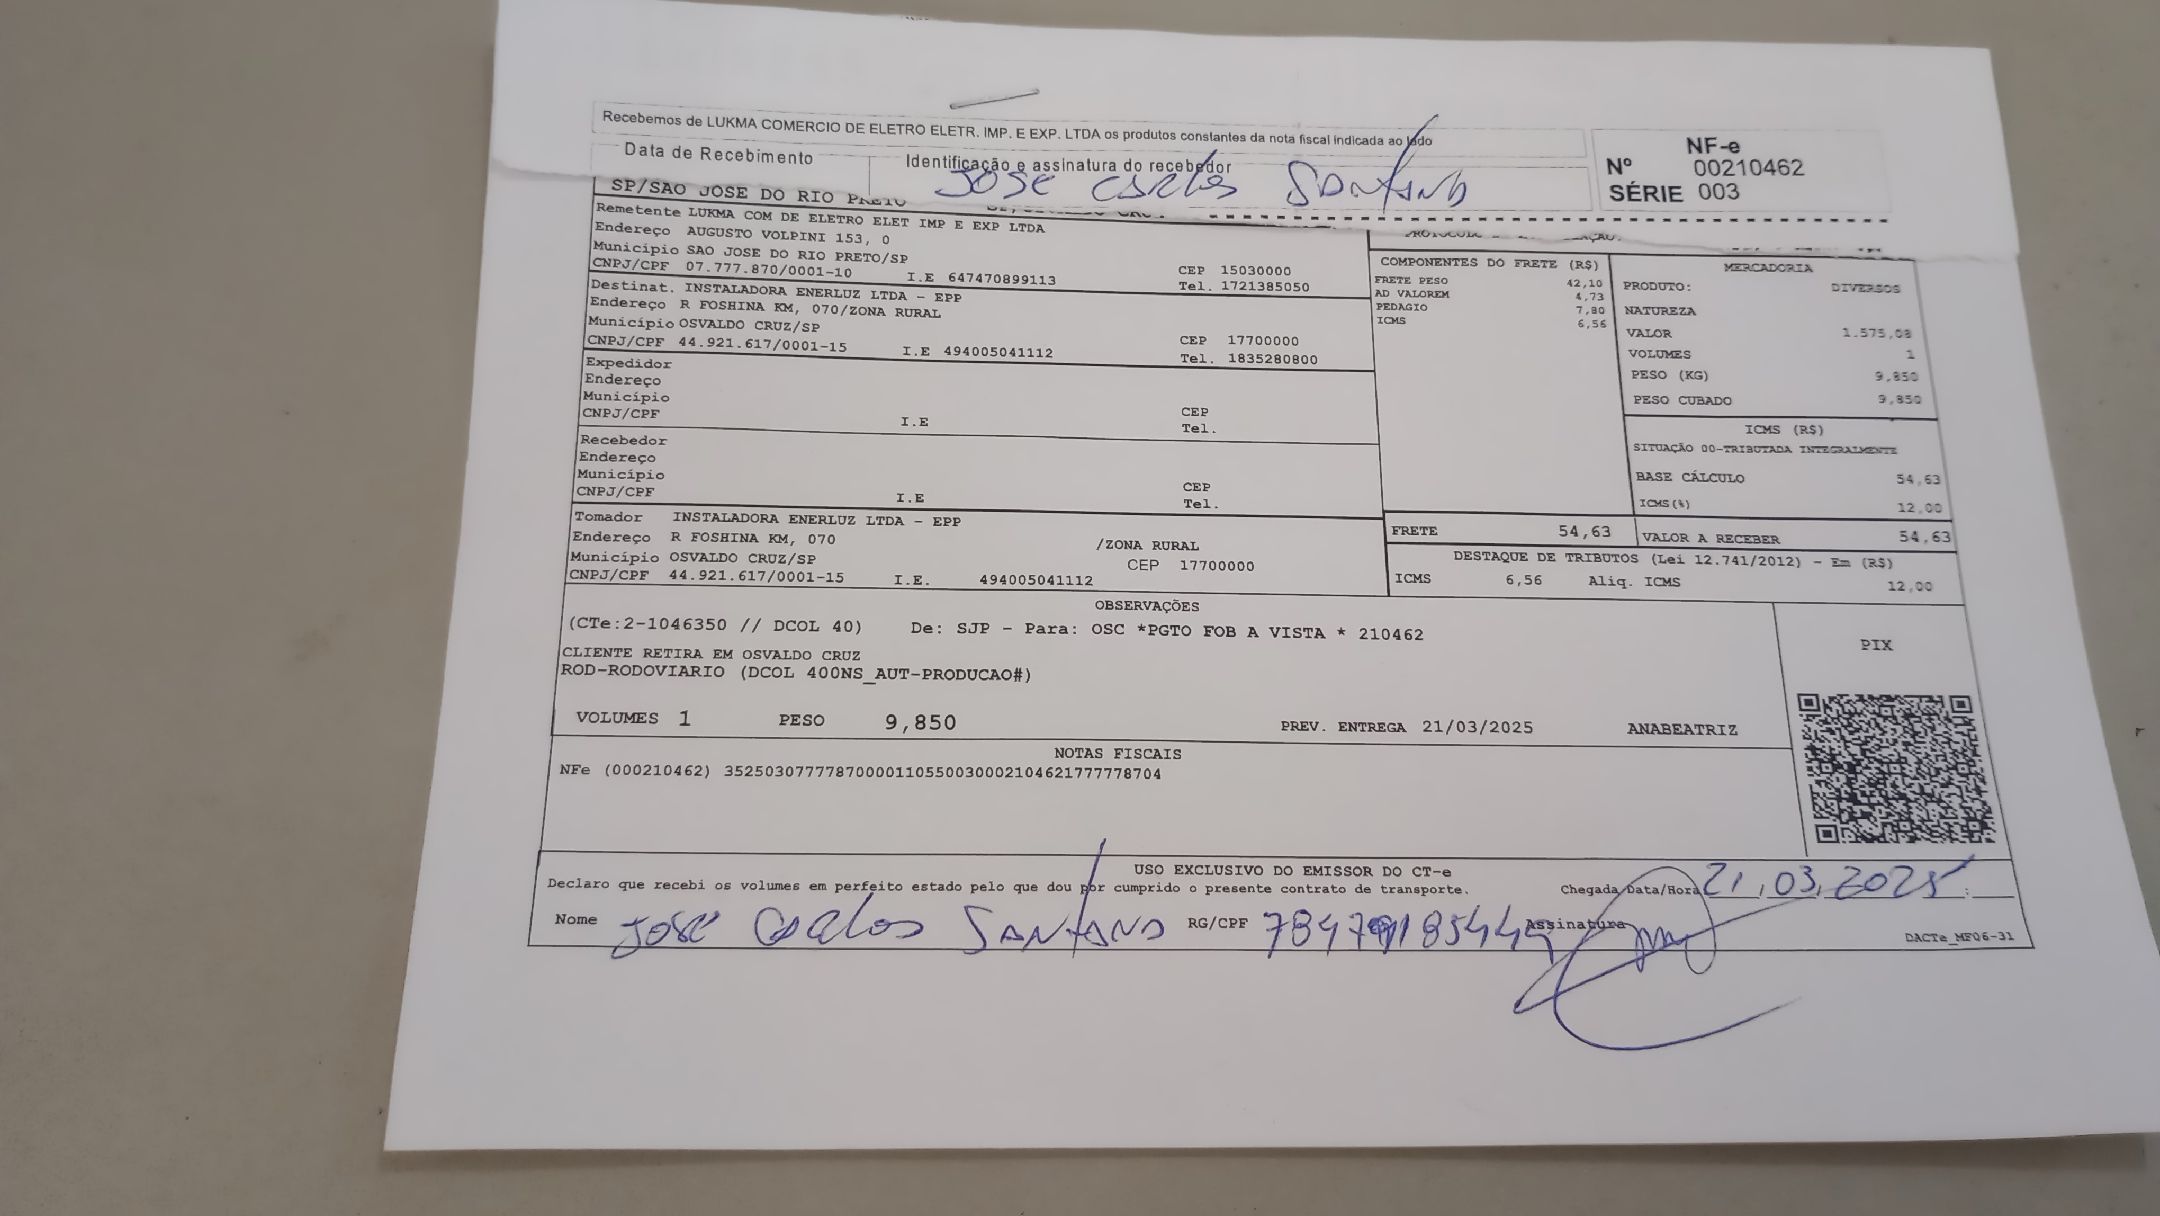 Recebemos de LUKMA COMERCIO DE ELETRO ELETR. IMP. E EXP. LTDA os produtos constantes da nota fiscal indicada ao lado
Data de Recebimento Identificação e assinatura do recebedor
JOSE CARLOS SANTANA
NF-e
Nº 00210462
SÉRIE 003
SP/SAO JOSE DO RIO PRETO
Remetente LUKMA COM DE ELETRO ELET IMP E EXP LTDA
Endereço AUGUSTO VOLPINI 153, 0
Município SAO JOSE DO RIO PRETO/SP CEP 15030000
CNPJ/CPF 07.777.870/0001-10 I.E 647470899113 Tel. 1721385050
Destinat. INSTALADORA ENERLUZ LTDA - EPP
Endereço R FOSHINA KM, 070/ZONA RURAL
Município OSVALDO CRUZ/SP CEP 17700000
CNPJ/CPF 44.921.617/0001-15 I.E 494005041112 Tel. 1835280800
Expedidor
Endereço
Município CEP
CNPJ/CPF I.E Tel.
Recebedor
Endereço
Município CEP
CNPJ/CPF I.E Tel.
Tomador INSTALADORA ENERLUZ LTDA - EPP
Endereço R FOSHINA KM, 070 /ZONA RURAL
Município OSVALDO CRUZ/SP CEP 17700000
CNPJ/CPF 44.921.617/0001-15 I.E. 494005041112
COMPONENTES DO FRETE (R$)
FRETE PESO 42,10
AD VALOREM 4,73
PEDAGIO 7,80
ICMS 6,56
MERCADORIA
PRODUTO: DIVERSOS
NATUREZA
VALOR 1.575,08
VOLUMES 1
PESO (KG) 9,850
PESO CUBADO 9,850
ICMS (R$)
SITUAÇÃO 00-TRIBUTADA INTEGRALMENTE
BASE CÁLCULO 54,63
ICMS(%) 12,00
FRETE 54,63 VALOR A RECEBER 54,63
DESTAQUE DE TRIBUTOS (Lei 12.741/2012) - Em (R$)
ICMS 6,56 Aliq. ICMS 12,00
OBSERVAÇÕES
(CTe:2-1046350 // DCOL 40) De: SJP - Para: OSC *PGTO FOB A VISTA * 210462
CLIENTE RETIRA EM OSVALDO CRUZ
ROD-RODOVIARIO (DCOL 400NS_AUT-PRODUCAO#)
PIX
VOLUMES 1 PESO 9,850 PREV. ENTREGA 21/03/2025 ANABEATRIZ
NOTAS FISCAIS
NFe (000210462) 35250307777870000110550030002104621777778704
USO EXCLUSIVO DO EMISSOR DO CT-e
Declaro que recebi os volumes em perfeito estado pelo que dou por cumprido o presente contrato de transporte. Chegada Data/Hora 21,03,2025 :
Nome JOSE CARLOS SANTANA RG/CPF Assinatura
DACTe_MF06-31